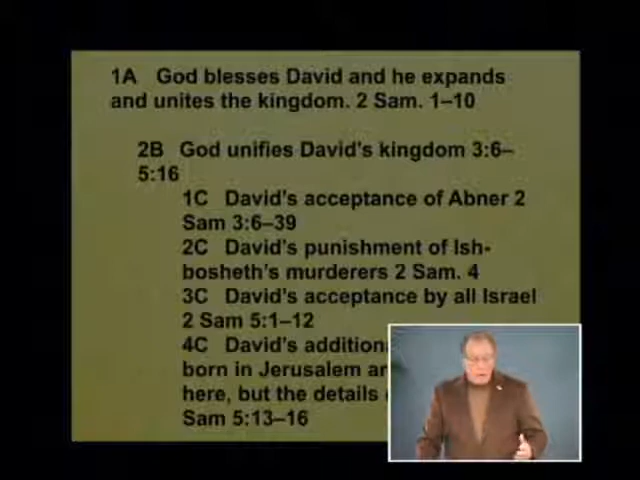 1A God blesses David and he expands
and unites the kingdom. 2 Sam. 1–10
2B God unifies David's kingdom 3:6–
5:16
1C David's acceptance of Abner 2
Sam 3:6–39
2C David's punishment of Ish-
bosheth's murderers 2 Sam. 4
3C David's acceptance by all Israel
2 Sam 5:1–12
4C David's
born in Jerusalem
here, but the details
Sam 5:13–16